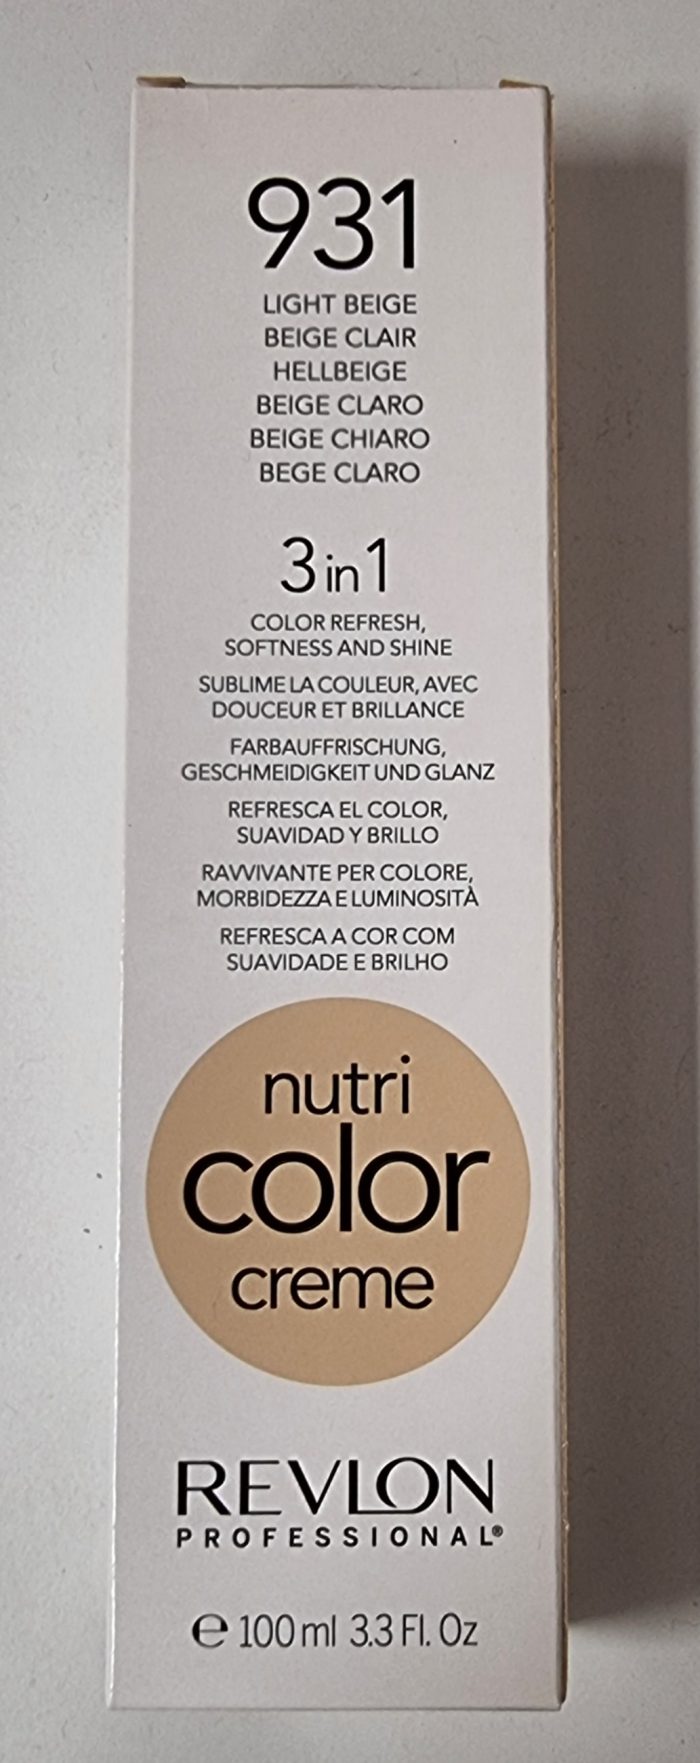 931
LIGHT BEIGE
BEIGE CLAIR
HELLBEIGE
BEIGE CLARO
BEIGE CHIARO
BEGE CLARO
3 in 1
COLOR REFRESH,
SOFTNESS AND SHINE
SUBLIME LA COULEUR, AVEC
DOUCEUR ET BRILLANCE
FARBAUFFRISCHUNG,
GESCHMEIDIGKEIT UND GLANZ
REFRESCA EL COLOR,
SUAVIDAD Y BRILLO
RAVVIVANTE PER COLORE,
MORBIDEZZA E LUMINOSITÀ
REFRESCA A COR COM
SUAVIDADE E BRILHO
nutri
color
creme
REVLON
PROFESSIONAL®
℮ 100 ml 3.3 Fl. Oz